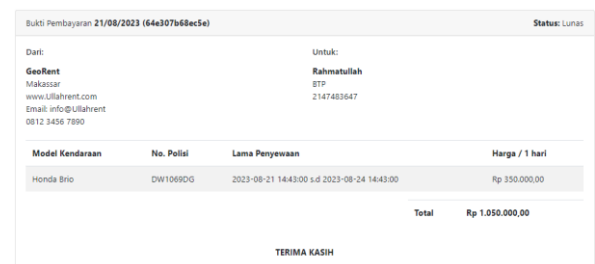 Bukti Pembayaran 21/08/2023 (64e307b68ec5e) Status: Lunas
Dari: Untuk:
GeoRent Rahmatullah
Makassar BTP
www.Ullahrent.com 2147483647
Email: info@Ullahrent
0812 3456 7890
Model Kendaraan No. Polisi Lama Penyewaan Harga / 1 hari
Honda Brio DW1069DG 2023-08-21 14:43:00 s.d 2023-08-24 14:43:00 Rp 350.000,00
Total Rp 1.050.000,00
TERIMA KASIH